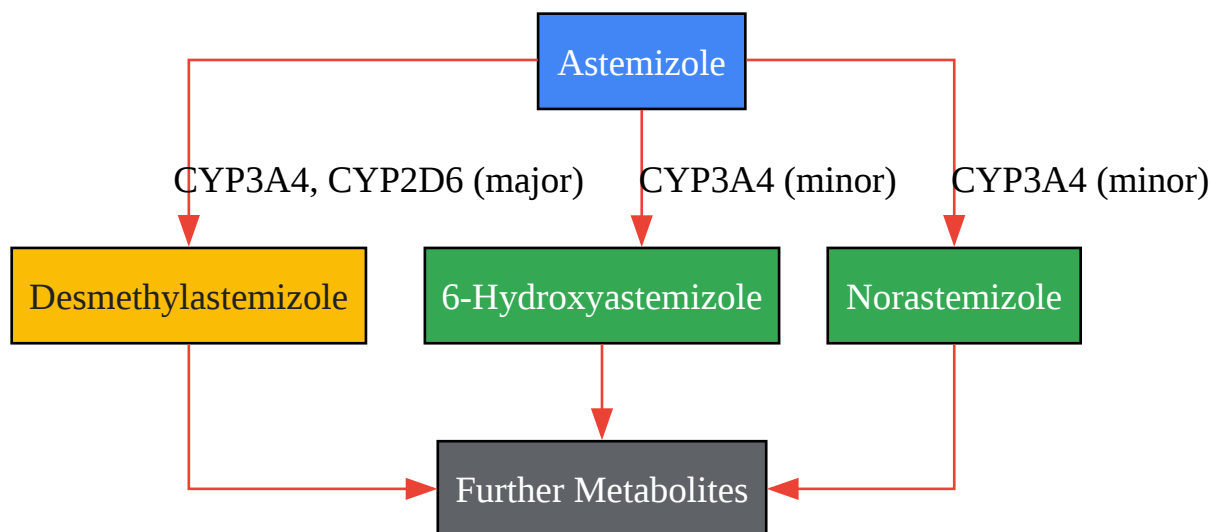 Astemizole
CYP3A4, CYP2D6 (major)
CYP3A4 (minor)
CYP3A4 (minor)
Desmethylastemizole
6-Hydroxyastemizole
Norastemizole
Further Metabolites